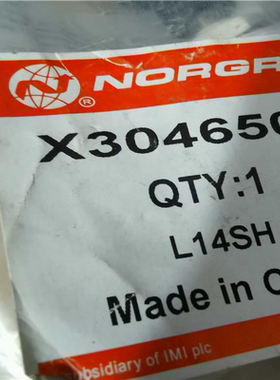 NORGR
®
X304650
QTY:1
L14SH
Made in C
bsidiary of IMI plc